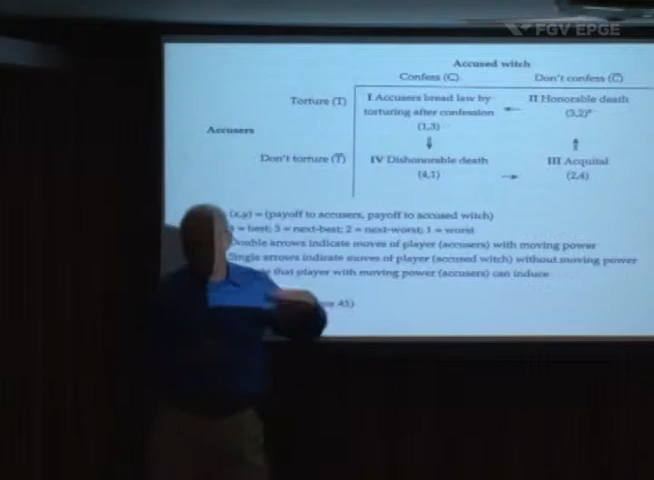 FGV EPGE
Accused witch
Confess (C) Don't confess (C̅)
Torture (T) I Accusers bread law by II Honorable death
torturing after confession (3,2)
Accusers (1,3)
Don't torture (T̅) IV Dishonorable death III Acquital
(4,1) (2,4)
(x,y) = (payoff to accusers, payoff to accused witch)
= best; 3 = next-best; 2 = next-worst; 1 = worst
Double arrows indicate moves of player (accusers) with moving power
Single arrows indicate moves of player (accused witch) without moving power
that player with moving power (accusers) can induce
45)